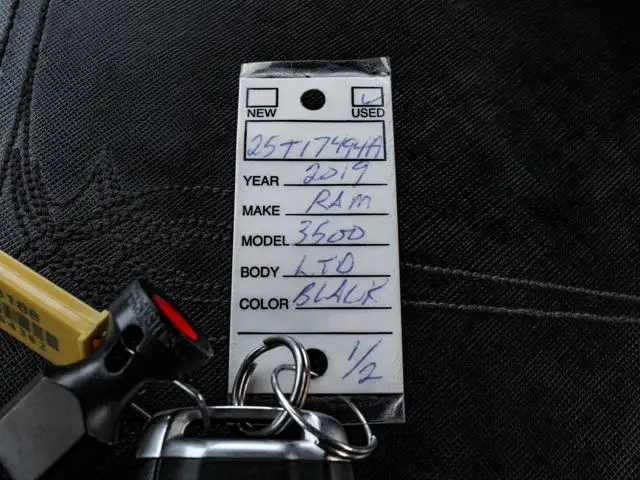 NEW USED
25T17494A
YEAR 2019
MAKE RAM
MODEL 3500
BODY LTD
COLOR BLACK
1/2